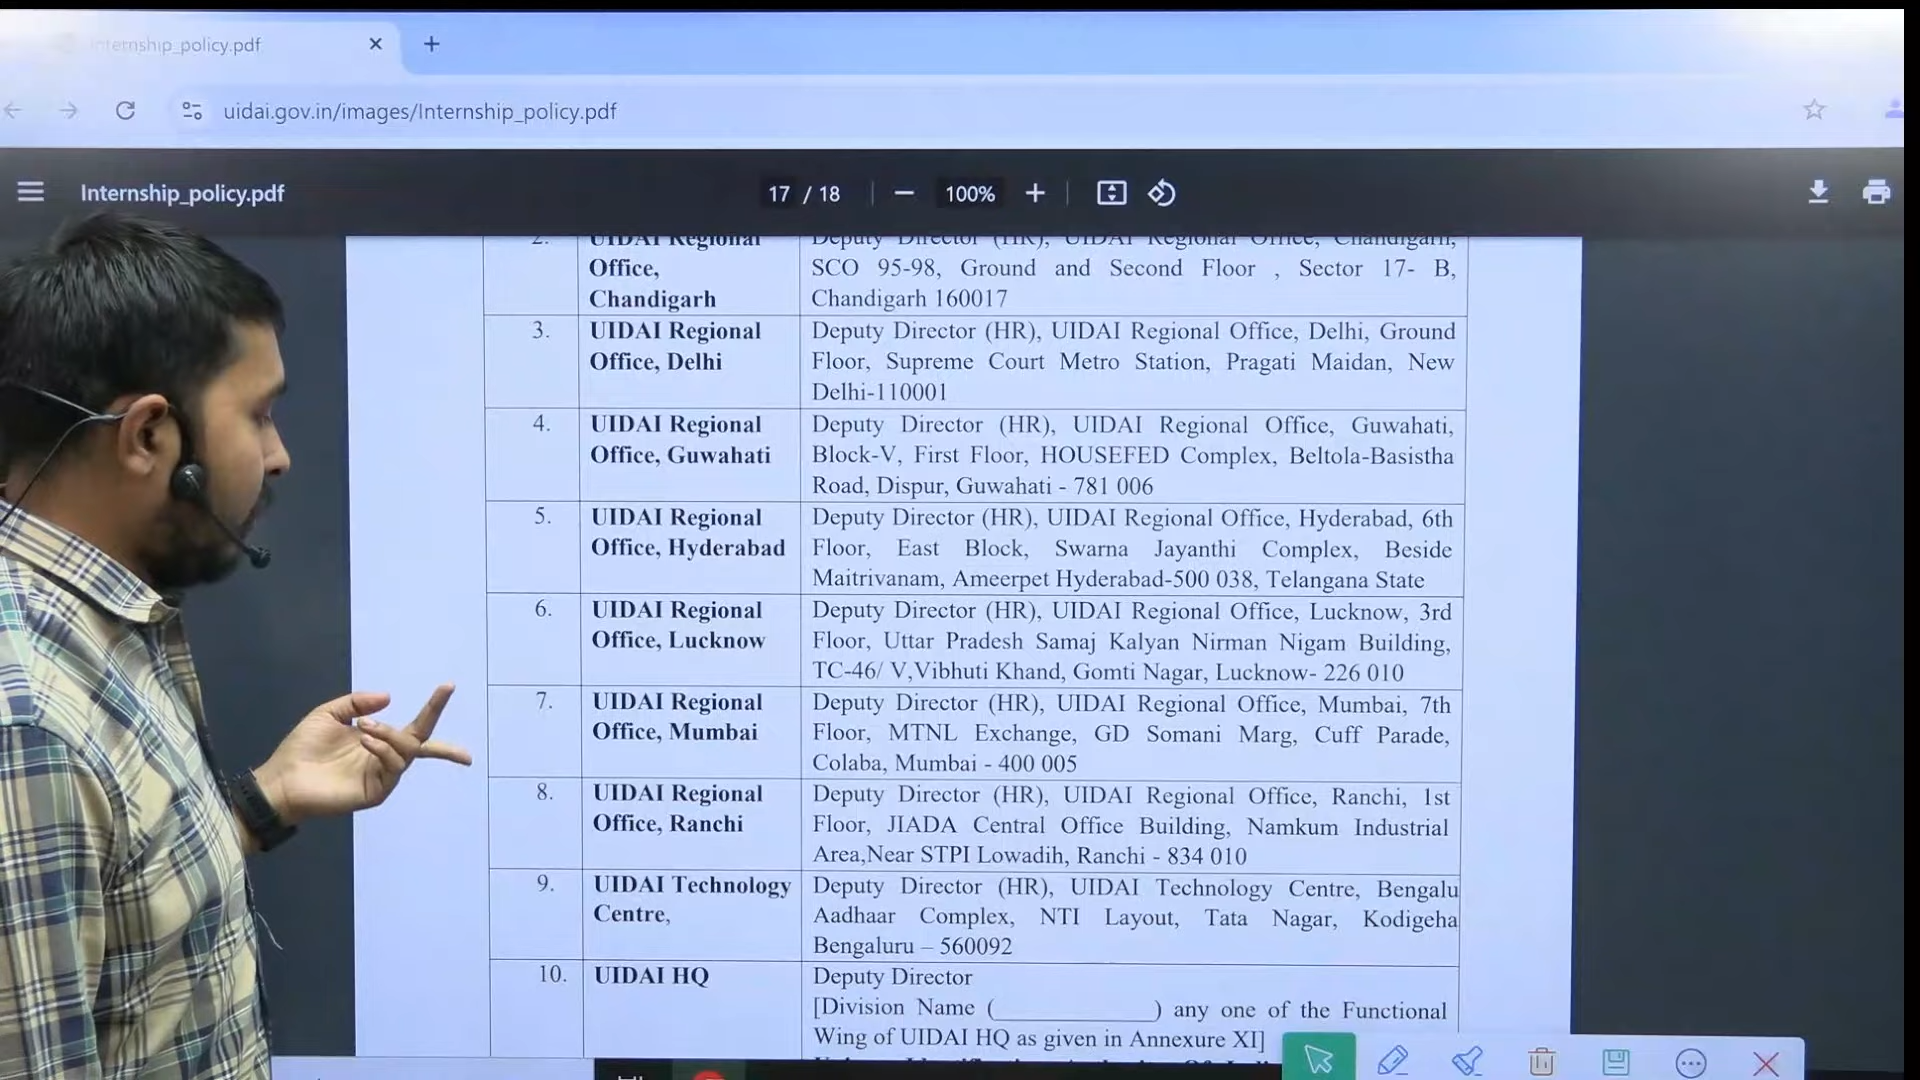 Internship_policy.pdf
uidai.gov.in/images/Internship_policy.pdf
Internship_policy.pdf
17 / 18
100%
2. UIDAI Regional Office, Chandigarh
Deputy Director (HR), UIDAI Regional Office, Chandigarh,
SCO 95-98, Ground and Second Floor , Sector 17- B,
Chandigarh 160017
3. UIDAI Regional
Office, Delhi
Deputy Director (HR), UIDAI Regional Office, Delhi, Ground
Floor, Supreme Court Metro Station, Pragati Maidan, New
Delhi-110001
4. UIDAI Regional
Office, Guwahati
Deputy Director (HR), UIDAI Regional Office, Guwahati,
Block-V, First Floor, HOUSEFED Complex, Beltola-Basistha
Road, Dispur, Guwahati - 781 006
5. UIDAI Regional
Office, Hyderabad
Deputy Director (HR), UIDAI Regional Office, Hyderabad, 6th
Floor, East Block, Swarna Jayanthi Complex, Beside
Maitrivanam, Ameerpet Hyderabad-500 038, Telangana State
6. UIDAI Regional
Office, Lucknow
Deputy Director (HR), UIDAI Regional Office, Lucknow, 3rd
Floor, Uttar Pradesh Samaj Kalyan Nirman Nigam Building,
TC-46/ V,Vibhuti Khand, Gomti Nagar, Lucknow- 226 010
7. UIDAI Regional
Office, Mumbai
Deputy Director (HR), UIDAI Regional Office, Mumbai, 7th
Floor, MTNL Exchange, GD Somani Marg, Cuff Parade,
Colaba, Mumbai - 400 005
8. UIDAI Regional
Office, Ranchi
Deputy Director (HR), UIDAI Regional Office, Ranchi, 1st
Floor, JIADA Central Office Building, Namkum Industrial
Area,Near STPI Lowadih, Ranchi - 834 010
9. UIDAI Technology
Centre,
Deputy Director (HR), UIDAI Technology Centre, Bengalu
Aadhaar Complex, NTI Layout, Tata Nagar, Kodigeha
Bengaluru – 560092
10. UIDAI HQ
Deputy Director
[Division Name (____________) any one of the Functional
Wing of UIDAI HQ as given in Annexure XI]